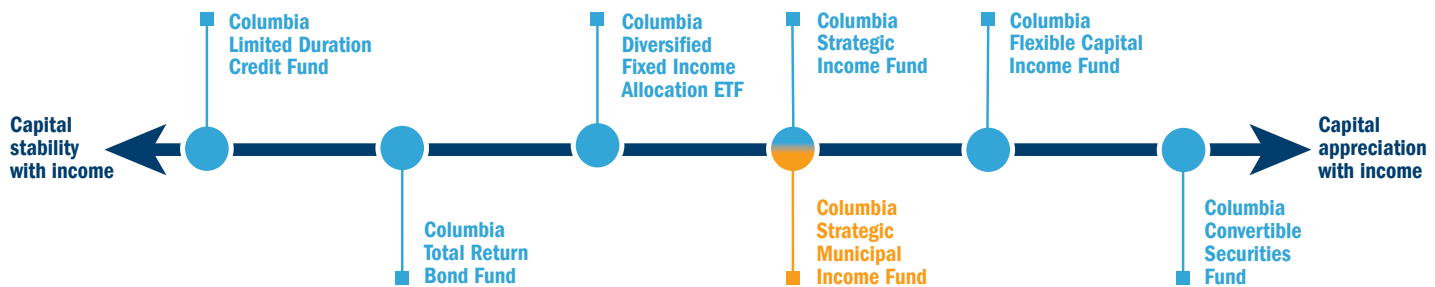 Capital
stability
with income
Columbia
Limited Duration
Credit Fund
Columbia
Total Return
Bond Fund
Columbia
Diversified
Fixed Income
Allocation ETF
Columbia
Strategic
Income Fund
Columbia
Strategic
Municipal
Income Fund
Columbia
Flexible Capital
Income Fund
Columbia
Convertible
Securities
Fund
Capital
appreciation
with income